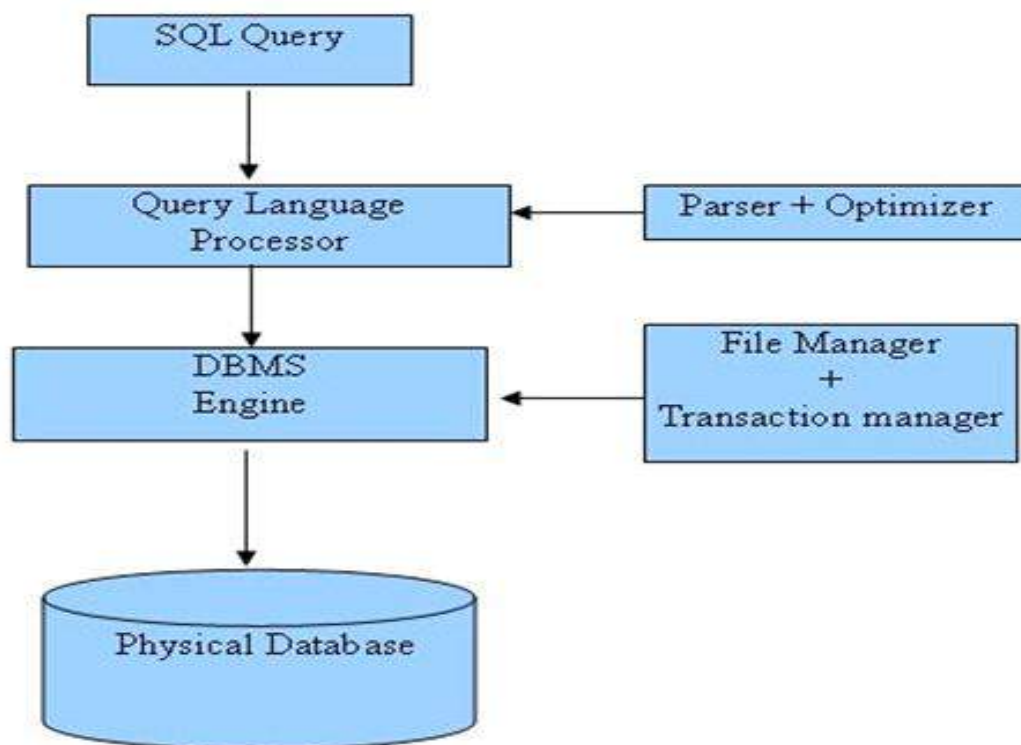 SQL Query
Query Language
Processor
Parser + Optimizer
DBMS
Engine
File Manager
+
Transaction manager
Physical Database